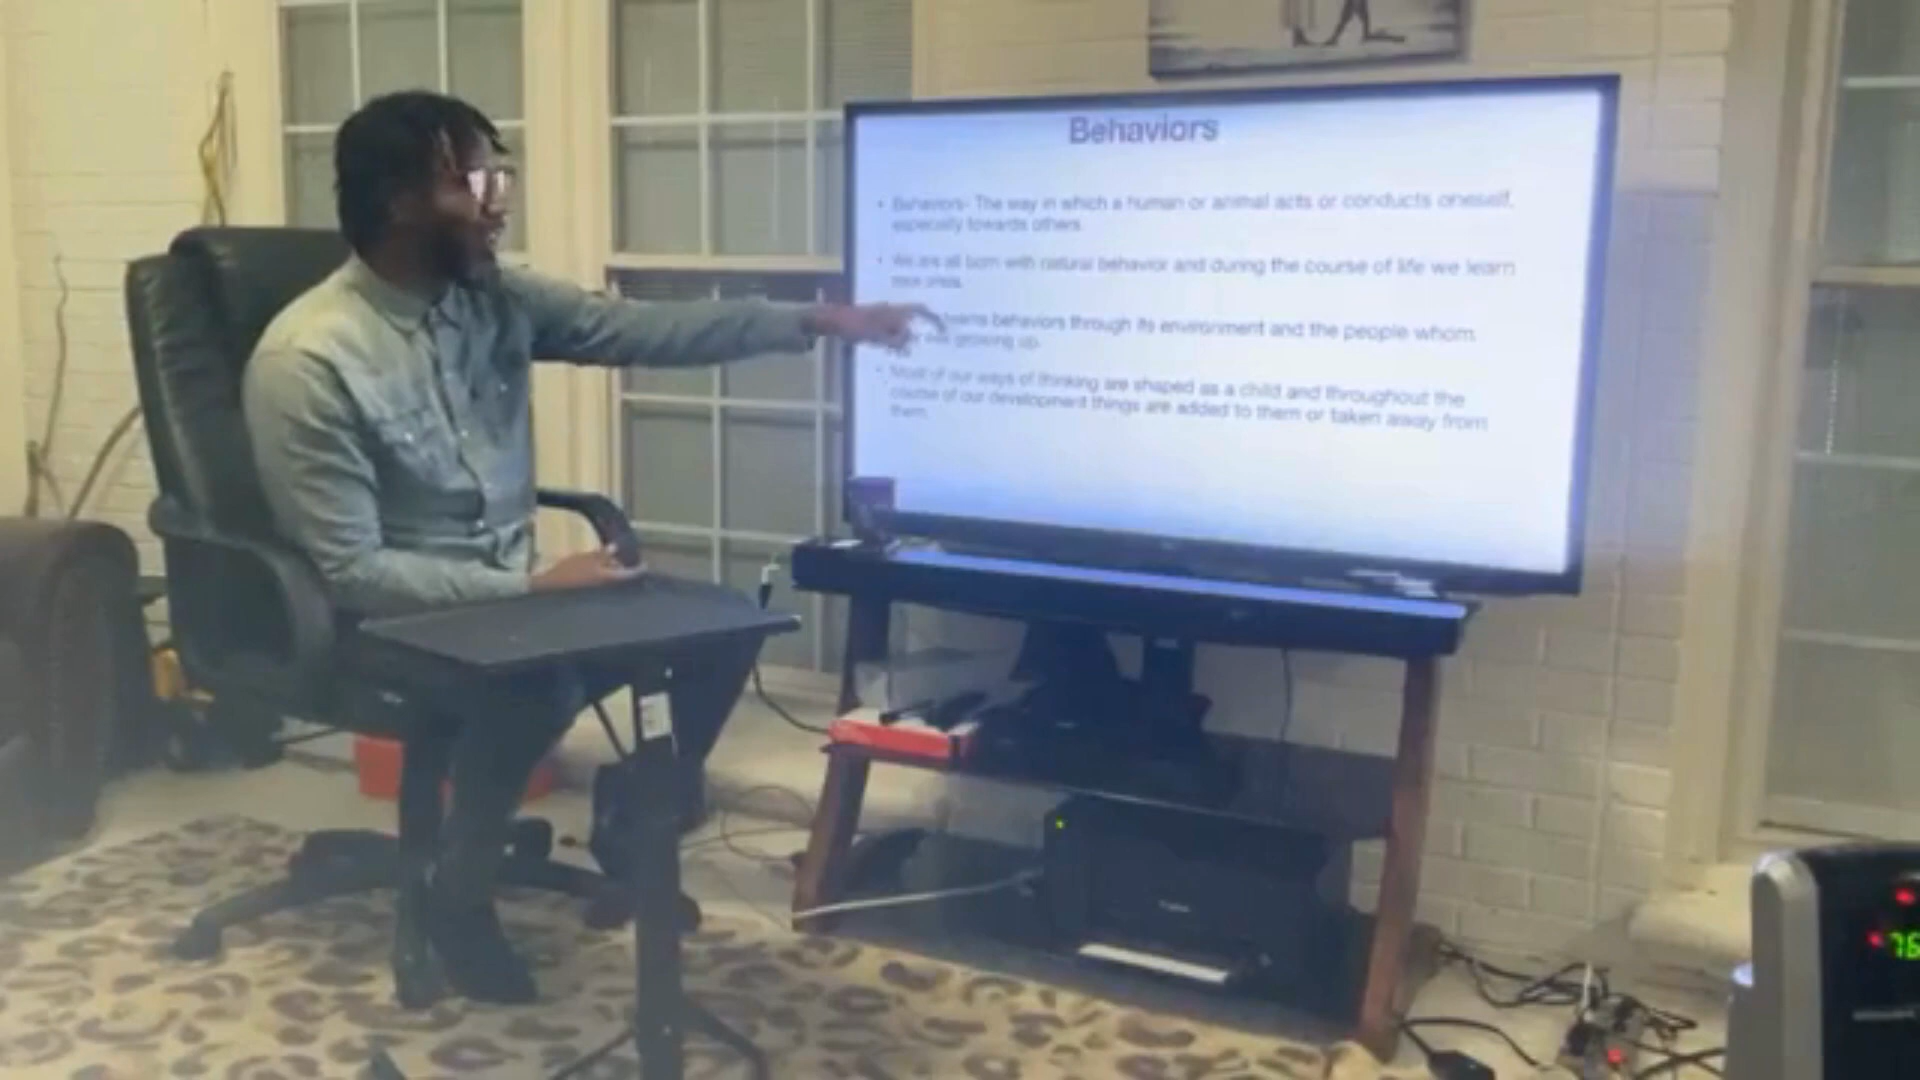 Behaviors
• Behaviors- The way in which a human or animal acts or conducts oneself,
especially towards others.
• We are all born with natural behavior and during the course of life we learn
behaviors through its environment and the people whom
growing up.
• Most of our ways of thinking are shaped as a child and throughout the
course of our development things are added to them or taken away from
them.
76